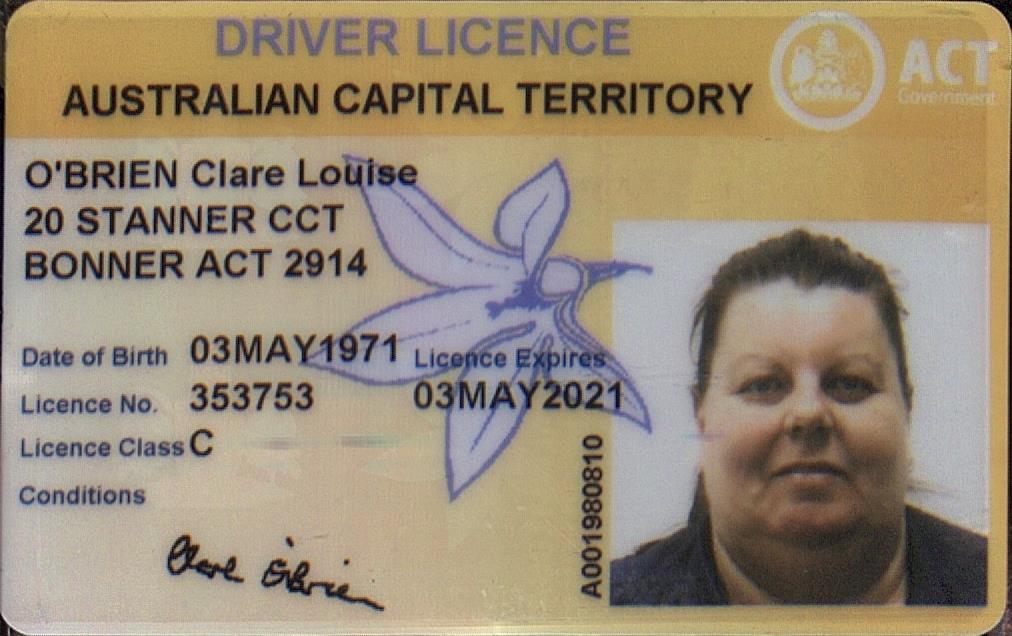 DRIVER LICENCE
ACT
Government
AUSTRALIAN CAPITAL TERRITORY
O'BRIEN Clare Louise
20 STANNER CCT
BONNER ACT 2914
Date of Birth 03MAY1971 Licence Expires
Licence No. 353753 03MAY2021
Licence Class C
Conditions
A001980810
Clare O'Brien